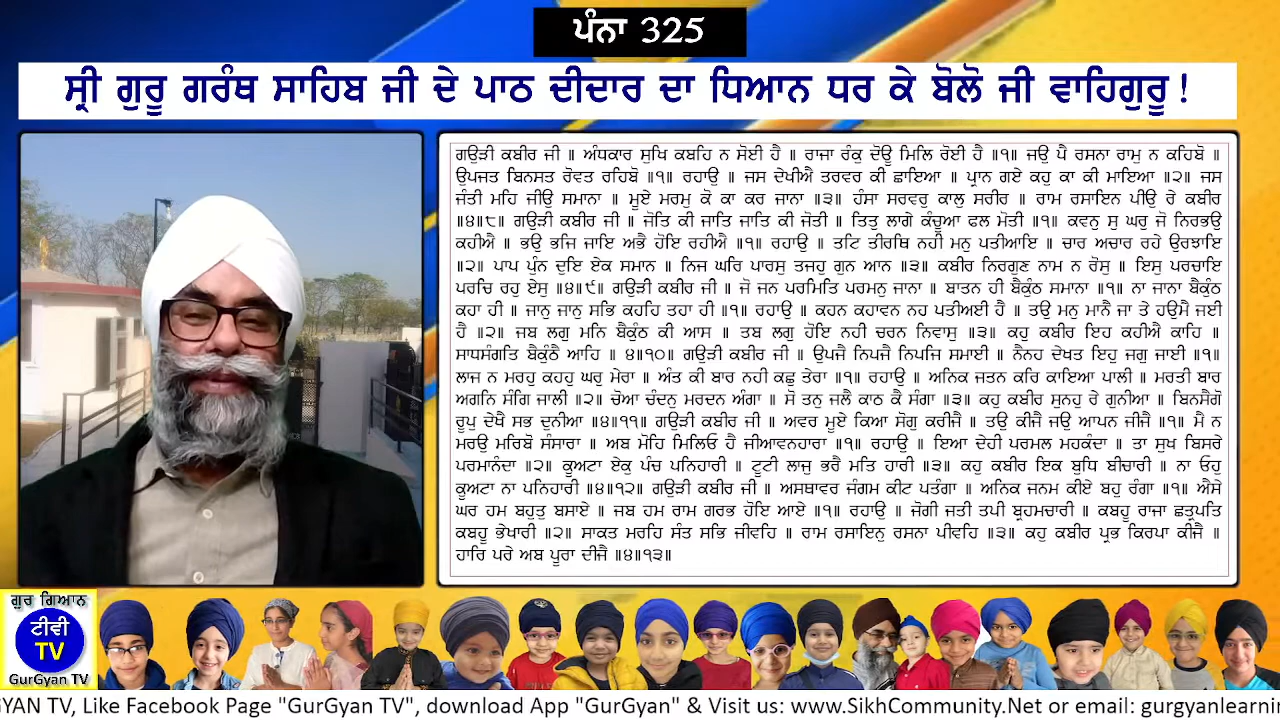 ਪੰਨਾ 325
ਸ੍ਰੀ ਗੁਰੂ ਗਰੰਥ ਸਾਹਿਬ ਜੀ ਦੇ ਪਾਠ ਦੀਦਾਰ ਦਾ ਧਿਆਨ ਧਰ ਕੇ ਬੋਲੋ ਜੀ ਵਾਹਿਗੁਰੂ!
ਗਉੜੀ ਕਬੀਰ ਜੀ ॥ ਅੰਧਕਾਰ ਸੁਖਿ ਕਬਹਿ ਨ ਸੋਈ ਹੈ ॥ ਰਾਜਾ ਰੰਕੁ ਦੋਊ ਮਿਲਿ ਰੋਈ ਹੈ ॥੧॥ ਜਉ ਪੈ ਰਸਨਾ ਰਾਮੁ ਨ ਕਹਿਬੋ ॥
ਉਪਜਤ ਬਿਨਸਤ ਰੋਵਤ ਰਹਿਬੋ ॥੧॥ ਰਹਾਉ ॥ ਜਸ ਦੇਖੀਐ ਤਰਵਰ ਕੀ ਛਾਇਆ ॥ ਪ੍ਰਾਨ ਗਏ ਕਹੁ ਕਾ ਕੀ ਮਾਇਆ ॥੨॥ ਜਸ
ਜੰਤੀ ਮਹਿ ਜੀਉ ਸਮਾਨਾ ॥ ਮੂਏ ਮਰਮੁ ਕੋ ਕਾ ਕਰ ਜਾਨਾ ॥੩॥ ਹੰਸਾ ਸਰਵਰੁ ਕਾਲੁ ਸਰੀਰ ॥ ਰਾਮ ਰਸਾਇਨ ਪੀਉ ਰੇ ਕਬੀਰ
॥੪॥੮॥ ਗਉੜੀ ਕਬੀਰ ਜੀ ॥ ਜੋਤਿ ਕੀ ਜਾਤਿ ਜਾਤਿ ਕੀ ਜੋਤੀ ॥ ਤਿਤੁ ਲਾਗੇ ਕੰਚੂਆ ਫਲ ਮੋਤੀ ॥੧॥ ਕਵਨੁ ਸੁ ਘਰੁ ਜੋ ਨਿਰਭਉ
ਕਹੀਐ ॥ ਭਉ ਭਜਿ ਜਾਇ ਅਭੈ ਹੋਇ ਰਹੀਐ ॥੧॥ ਰਹਾਉ ॥ ਤਟਿ ਤੀਰਥਿ ਨਹੀ ਮਨੁ ਪਤੀਆਇ ॥ ਚਾਰ ਅਚਾਰ ਰਹੇ ਉਰਝਾਇ
॥੨॥ ਪਾਪ ਪੁੰਨ ਦੁਇ ਏਕ ਸਮਾਨ ॥ ਨਿਜ ਘਰਿ ਪਾਰਸੁ ਤਜਹੁ ਗੁਨ ਆਨ ॥੩॥ ਕਬੀਰ ਨਿਰਗੁਣ ਨਾਮ ਨ ਰੋਸੁ ॥ ਇਸੁ ਪਰਚਾਇ
ਪਰਚਿ ਰਹੁ ਏਸੁ ॥੪॥੯॥ ਗਉੜੀ ਕਬੀਰ ਜੀ ॥ ਜੋ ਜਨ ਪਰਮਿਤਿ ਪਰਮਨੁ ਜਾਨਾ ॥ ਬਾਤਨ ਹੀ ਬੈਕੁੰਠ ਸਮਾਨਾ ॥੧॥ ਨਾ ਜਾਨਾ ਬੈਕੁੰਠ
ਕਹਾ ਹੀ ॥ ਜਾਨੁ ਜਾਨੁ ਸਭਿ ਕਹਹਿ ਤਹਾ ਹੀ ॥੧॥ ਰਹਾਉ ॥ ਕਹਨ ਕਹਾਵਨ ਨਹ ਪਤੀਅਈ ਹੈ ॥ ਤਉ ਮਨੁ ਮਾਨੈ ਜਾ ਤੇ ਹਉਮੈ ਜਈ
ਹੈ ॥੨॥ ਜਬ ਲਗੁ ਮਨਿ ਬੈਕੁੰਠ ਕੀ ਆਸ ॥ ਤਬ ਲਗੁ ਹੋਇ ਨਹੀ ਚਰਨ ਨਿਵਾਸੁ ॥੩॥ ਕਹੁ ਕਬੀਰ ਇਹ ਕਹੀਐ ਕਾਹਿ ॥
ਸਾਧਸੰਗਤਿ ਬੈਕੁੰਠੈ ਆਹਿ ॥ ੪॥੧੦॥ ਗਉੜੀ ਕਬੀਰ ਜੀ ॥ ਉਪਜੈ ਨਿਪਜੈ ਨਿਪਜਿ ਸਮਾਈ ॥ ਨੈਨਹ ਦੇਖਤ ਇਹੁ ਜਗੁ ਜਾਈ ॥੧॥
ਲਾਜ ਨ ਮਰਹੁ ਕਹਹੁ ਘਰੁ ਮੇਰਾ ॥ ਅੰਤ ਕੀ ਬਾਰ ਨਹੀ ਕਛੁ ਤੇਰਾ ॥੧॥ ਰਹਾਉ ॥ ਅਨਿਕ ਜਤਨ ਕਰਿ ਕਾਇਆ ਪਾਲੀ ॥ ਮਰਤੀ ਬਾਰ
ਅਗਨਿ ਸੰਗਿ ਜਾਲੀ ॥੨॥ ਚੋਆ ਚੰਦਨੁ ਮਰਦਨ ਅੰਗਾ ॥ ਸੋ ਤਨੁ ਜਲੈ ਕਾਠ ਕੈ ਸੰਗਾ ॥੩॥ ਕਹੁ ਕਬੀਰ ਸੁਨਹੁ ਰੇ ਗੁਨੀਆ ॥ ਬਿਨਸੈਗੋ
ਰੂਪੁ ਦੇਖੈ ਸਭ ਦੁਨੀਆ ॥੪॥੧੧॥ ਗਉੜੀ ਕਬੀਰ ਜੀ ॥ ਅਵਰ ਮੂਏ ਕਿਆ ਸੋਗੁ ਕਰੀਜੈ ॥ ਤਉ ਕੀਜੈ ਜਉ ਆਪਨ ਜੀਜੈ ॥੧॥ ਮੈ ਨ
ਮਰਉ ਮਰਿਬੋ ਸੰਸਾਰਾ ॥ ਅਬ ਮੋਹਿ ਮਿਲਿਓ ਹੈ ਜੀਆਵਨਹਾਰਾ ॥੧॥ ਰਹਾਉ ॥ ਇਆ ਦੇਹੀ ਪਰਮਲ ਮਹਕੰਦਾ ॥ ਤਾ ਸੁਖ ਬਿਸਰੇ
ਪਰਮਾਨੰਦਾ ॥੨॥ ਕੂਅਟਾ ਏਕੁ ਪੰਚ ਪਨਿਹਾਰੀ ॥ ਟੂਟੀ ਲਾਜੁ ਭਰੈ ਮਤਿ ਹਾਰੀ ॥੩॥ ਕਹੁ ਕਬੀਰ ਇਕ ਬੁਧਿ ਬੀਚਾਰੀ ॥ ਨਾ ਓਹੁ
ਕੂਅਟਾ ਨਾ ਪਨਿਹਾਰੀ ॥੪॥੧੨॥ ਗਉੜੀ ਕਬੀਰ ਜੀ ॥ ਅਸਥਾਵਰ ਜੰਗਮ ਕੀਟ ਪਤੰਗਾ ॥ ਅਨਿਕ ਜਨਮ ਕੀਏ ਬਹੁ ਰੰਗਾ ॥੧॥ ਐਸੇ
ਘਰ ਹਮ ਬਹੁਤੁ ਬਸਾਏ ॥ ਜਬ ਹਮ ਰਾਮ ਗਰਭ ਹੋਇ ਆਏ ॥੧॥ ਰਹਾਉ ॥ ਜੋਗੀ ਜਤੀ ਤਪੀ ਬ੍ਰਹਮਚਾਰੀ ॥ ਕਬਹੂ ਰਾਜਾ ਛਤ੍ਰਪਤਿ
ਕਬਹੂ ਭੇਖਾਰੀ ॥੨॥ ਸਾਕਤ ਮਰਹਿ ਸੰਤ ਸਭਿ ਜੀਵਹਿ ॥ ਰਾਮ ਰਸਾਇਨੁ ਰਸਨਾ ਪੀਵਹਿ ॥੩॥ ਕਹੁ ਕਬੀਰ ਪ੍ਰਭ ਕਿਰਪਾ ਕੀਜੈ ॥
ਹਾਰਿ ਪਰੇ ਅਬ ਪੂਰਾ ਦੀਜੈ ॥੪॥੧੩॥
ਗੁਰ ਗਿਆਨ
ਟੀਵੀ
TV
GurGyan TV
GYAN TV, Like Facebook Page "GurGyan TV", download App "GurGyan" & Visit us: www.SikhCommunity.Net or email: gurgyanlearnin